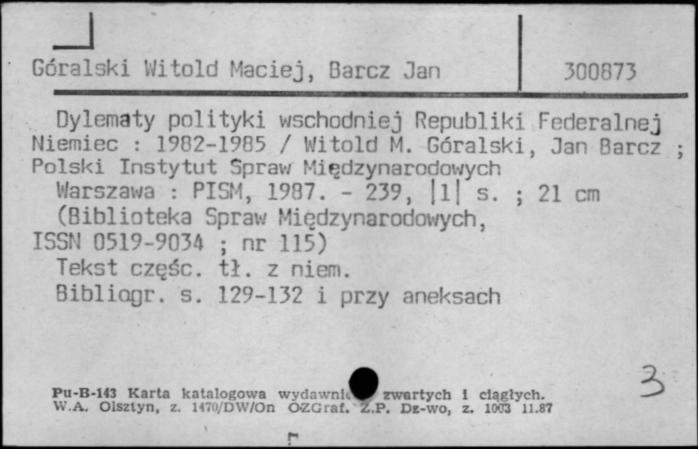 Góralski Witold Maciej, Barcz Jan
300873
Dylematy polityki wschodniej Republiki Federalnej
Niemiec : 1982-1985 / Witold M. Góralski, Jan Barcz ;
Polski Instytut Spraw Międzynarodowych
Warszawa : PISM, 1987. - 239, |1| s. ; 21 cm
(Biblioteka Spraw Międzynarodowych,
ISSN 0519-9034 ; nr 115)
Tekst częśc. tł. z niem.
Bibliogr. s. 129-132 i przy aneksach
3
Pu-B-143 Karta katalogowa zwartych i ciągłych.
W.A. Olsztyn, z. 1470/DW/On OZGraf. Z.P. Dz-wo, z. 1003 11.87